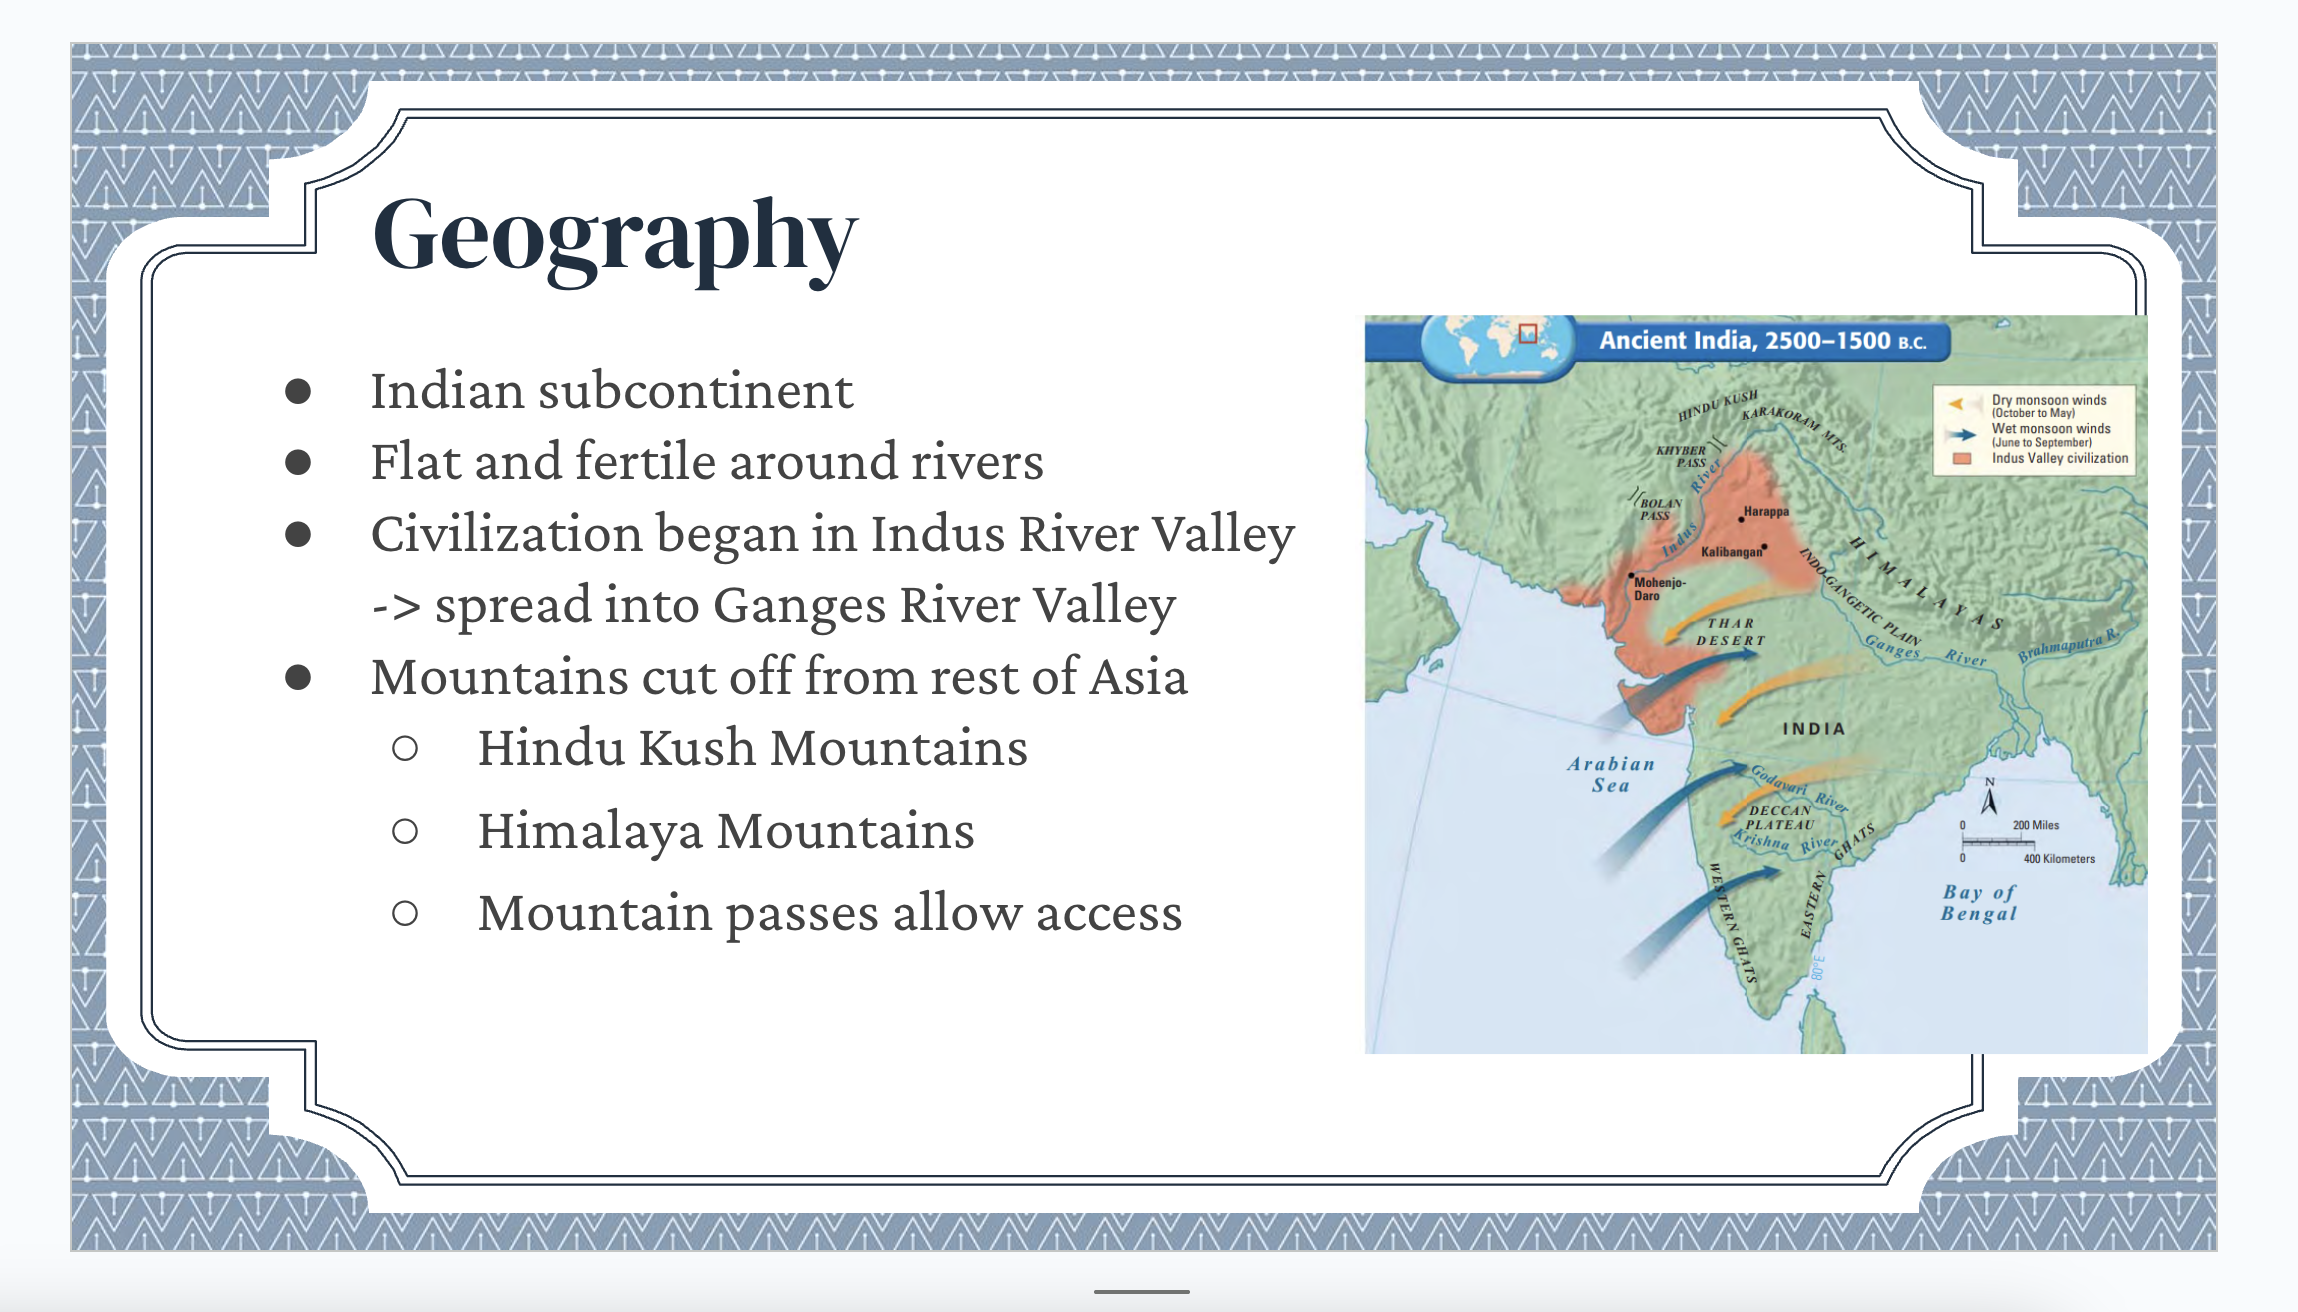 Geography
● Indian subcontinent
● Flat and fertile around rivers
● Civilization began in Indus River Valley
-> spread into Ganges River Valley
● Mountains cut off from rest of Asia
○ Hindu Kush Mountains
○ Himalaya Mountains
○ Mountain passes allow access
Ancient India, 2500–1500 B.C.
Dry monsoon winds
(October to May)
Wet monsoon winds
(June to September)
Indus Valley civilization
HINDU KUSH
KARAKORAM MTS.
KHYBER
PASS
BOLAN
PASS
Indus River
Harappa
Kalibangan
Mohenjo-
Daro
HIMALAYAS
INDO-GANGETIC PLAIN
THAR
DESERT
Ganges River
Brahmaputra R.
INDIA
Arabian
Sea
Godavari River
DECCAN
PLATEAU
Krishna River
WESTERN GHATS
EASTERN GHATS
N
0 200 Miles
0 400 Kilometers
Bay of
Bengal
80°E